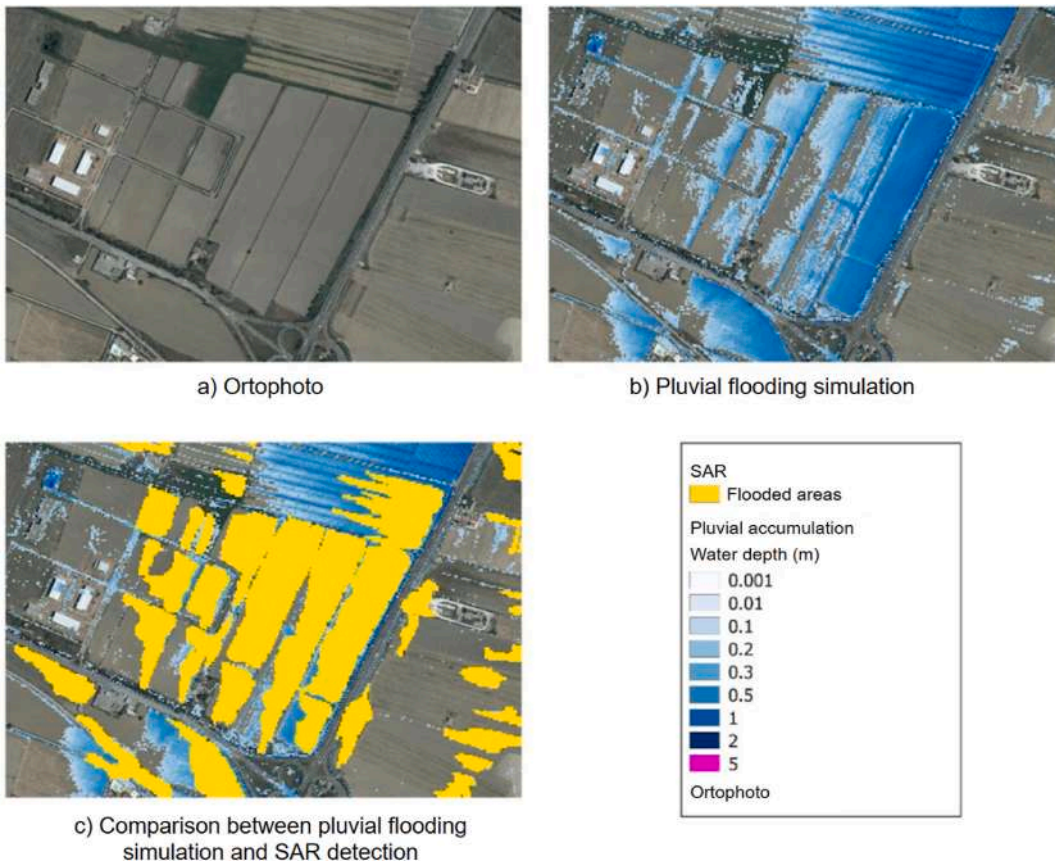 a) Ortophoto
b) Pluvial flooding simulation
c) Comparison between pluvial flooding
simulation and SAR detection
SAR
Flooded areas
Pluvial accumulation
Water depth (m)
0.001
0.01
0.1
0.2
0.3
0.5
1
2
5
Ortophoto